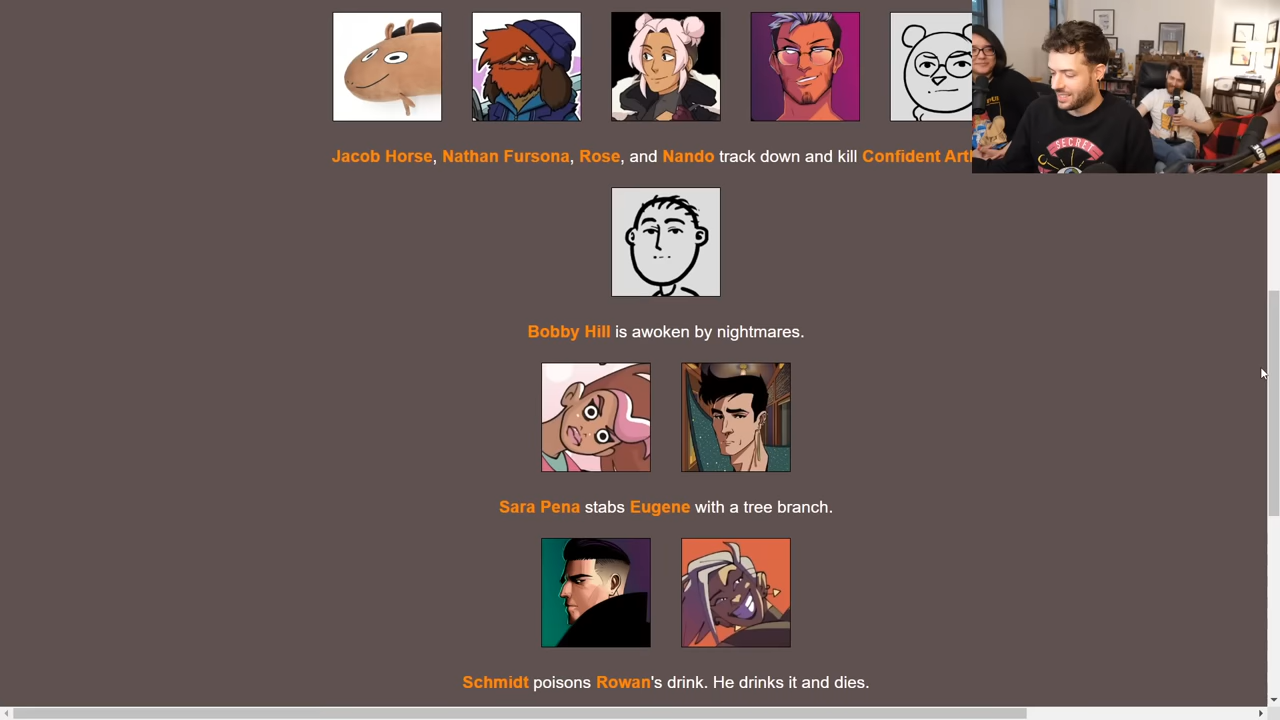 Jacob Horse, Nathan Fursona, Rose, and Nando track down and kill Confident
Bobby Hill is awoken by nightmares.
Sara Pena stabs Eugene with a tree branch.
Schmidt poisons Rowan's drink. He drinks it and dies.
SECRET